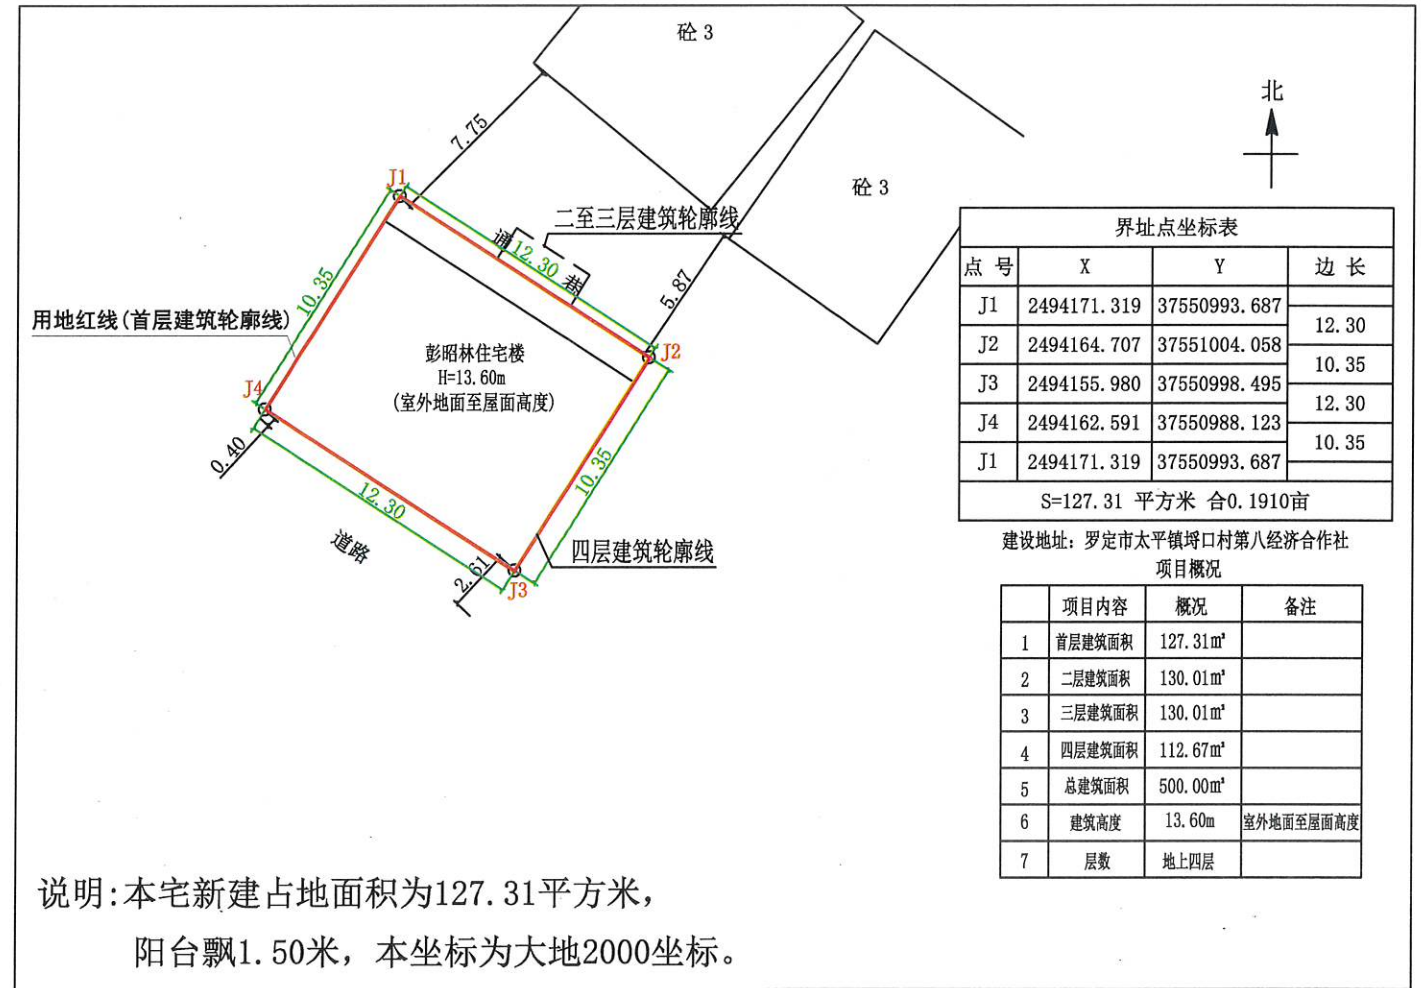 砼 3
北
7.75
砼 3
J1
二至三层建筑轮廓线
通
12.30
巷
5.87
10.35
用地红线(首层建筑轮廓线)
彭昭林住宅楼
H=13.60m
(室外地面至屋面高度)
J2
J4
0.40
12.30
10.35
道路
四层建筑轮廓线
2.61
J3
界址点坐标表
点 号 X Y 边 长
J1 2494171.319 37550993.687
12.30
J2 2494164.707 37551004.058
10.35
J3 2494155.980 37550998.495
12.30
J4 2494162.591 37550988.123
10.35
J1 2494171.319 37550993.687
S=127.31 平方米 合0.1910亩
建设地址: 罗定市太平镇埒口村第八经济合作社
项目概况
项目内容 概况 备注
1 首层建筑面积 127.31m²
2 二层建筑面积 130.01m²
3 三层建筑面积 130.01m²
4 四层建筑面积 112.67m²
5 总建筑面积 500.00m²
6 建筑高度 13.60m 室外地面至屋面高度
7 层数 地上四层
说明:本宅新建占地面积为127.31平方米，
阳台飘1.50米，本坐标为大地2000坐标。